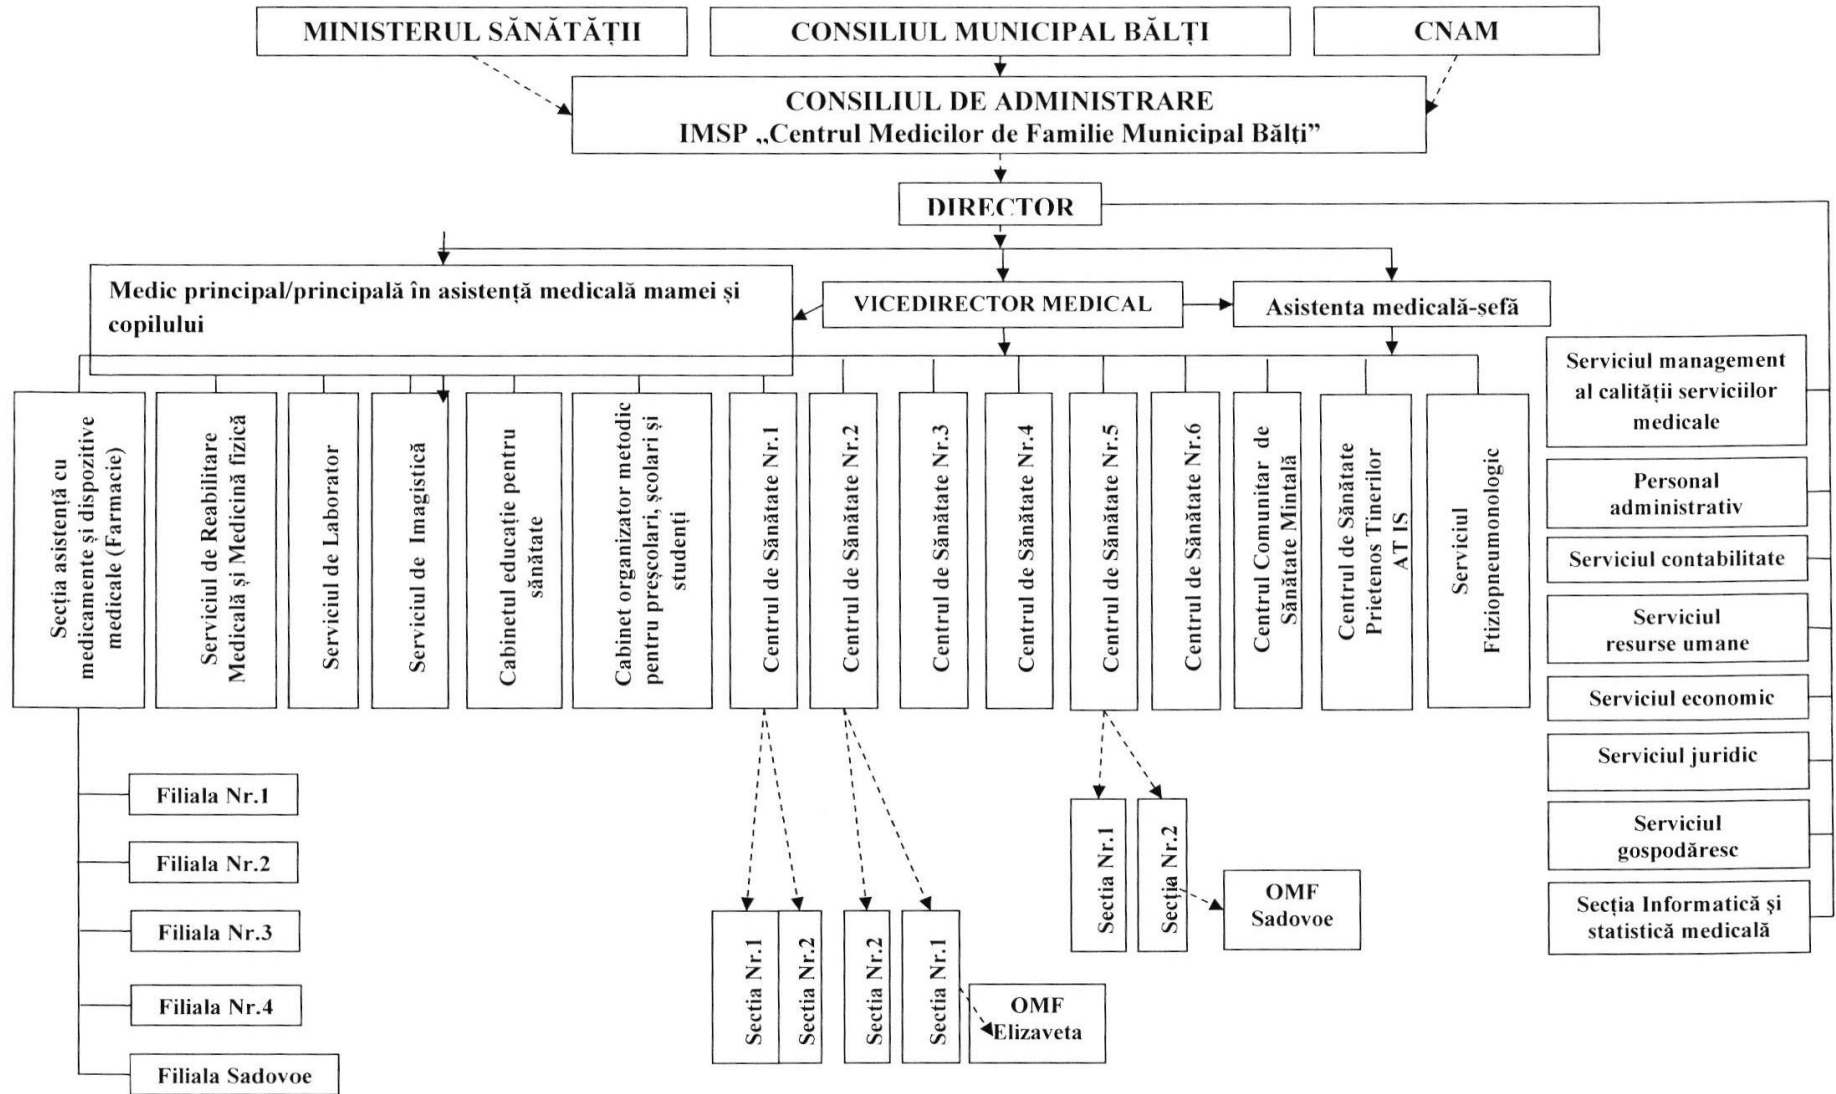 MINISTERUL SĂNĂTĂȚII
CONSILIUL MUNICIPAL BĂLȚI
CNAM
CONSILIUL DE ADMINISTRARE
IMSP „Centrul Medicilor de Familie Municipal Bălți”
DIRECTOR
Medic principal/principală în asistență medicală mamei și
copilului
VICEDIRECTOR MEDICAL
Asistenta medicală-șefă
Secția asistență cu
medicamente și dispozitive
medicale (Farmacie)
Serviciul de Reabilitare
Medicală și Medicină fizică
Serviciul de Laborator
Serviciul de Imagistică
Cabinetul educație pentru
sănătate
Cabinet organizator metodic
pentru preșcolari, școlari și
studenți
Centrul de Sănătate Nr.1
Centrul de Sănătate Nr.2
Centrul de Sănătate Nr.3
Centrul de Sănătate Nr.4
Centrul de Sănătate Nr.5
Centrul de Sănătate Nr.6
Centrul Comunitar de
Sănătate Mintală
Centrul de Sănătate
Prietenos Tinerilor
AT IS
Serviciul
Ftiziopneumonologic
Serviciul management
al calității serviciilor
medicale
Personal
administrativ
Serviciul contabilitate
Serviciul
resurse umane
Serviciul economic
Serviciul juridic
Serviciul
gospodăresc
Secția Informatică și
statistică medicală
Filiala Nr.1
Filiala Nr.2
Filiala Nr.3
Filiala Nr.4
Filiala Sadovoe
Sectia Nr.1
Sectia Nr.2
Sectia Nr.2
Sectia Nr.1
OMF
Elizaveta
Sectia Nr.1
Secția Nr.2
OMF
Sadovoe